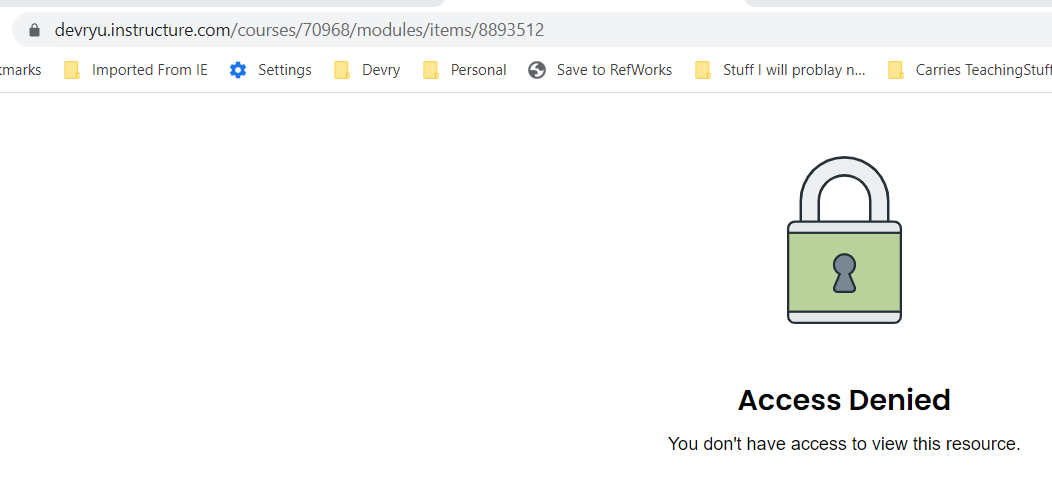 devryu.instructure.com/courses/70968/modules/items/8893512
kmarks Imported From IE Settings Devry Personal Save to RefWorks Stuff I will problay n... Carries TeachingStuff
Access Denied
You don't have access to view this resource.